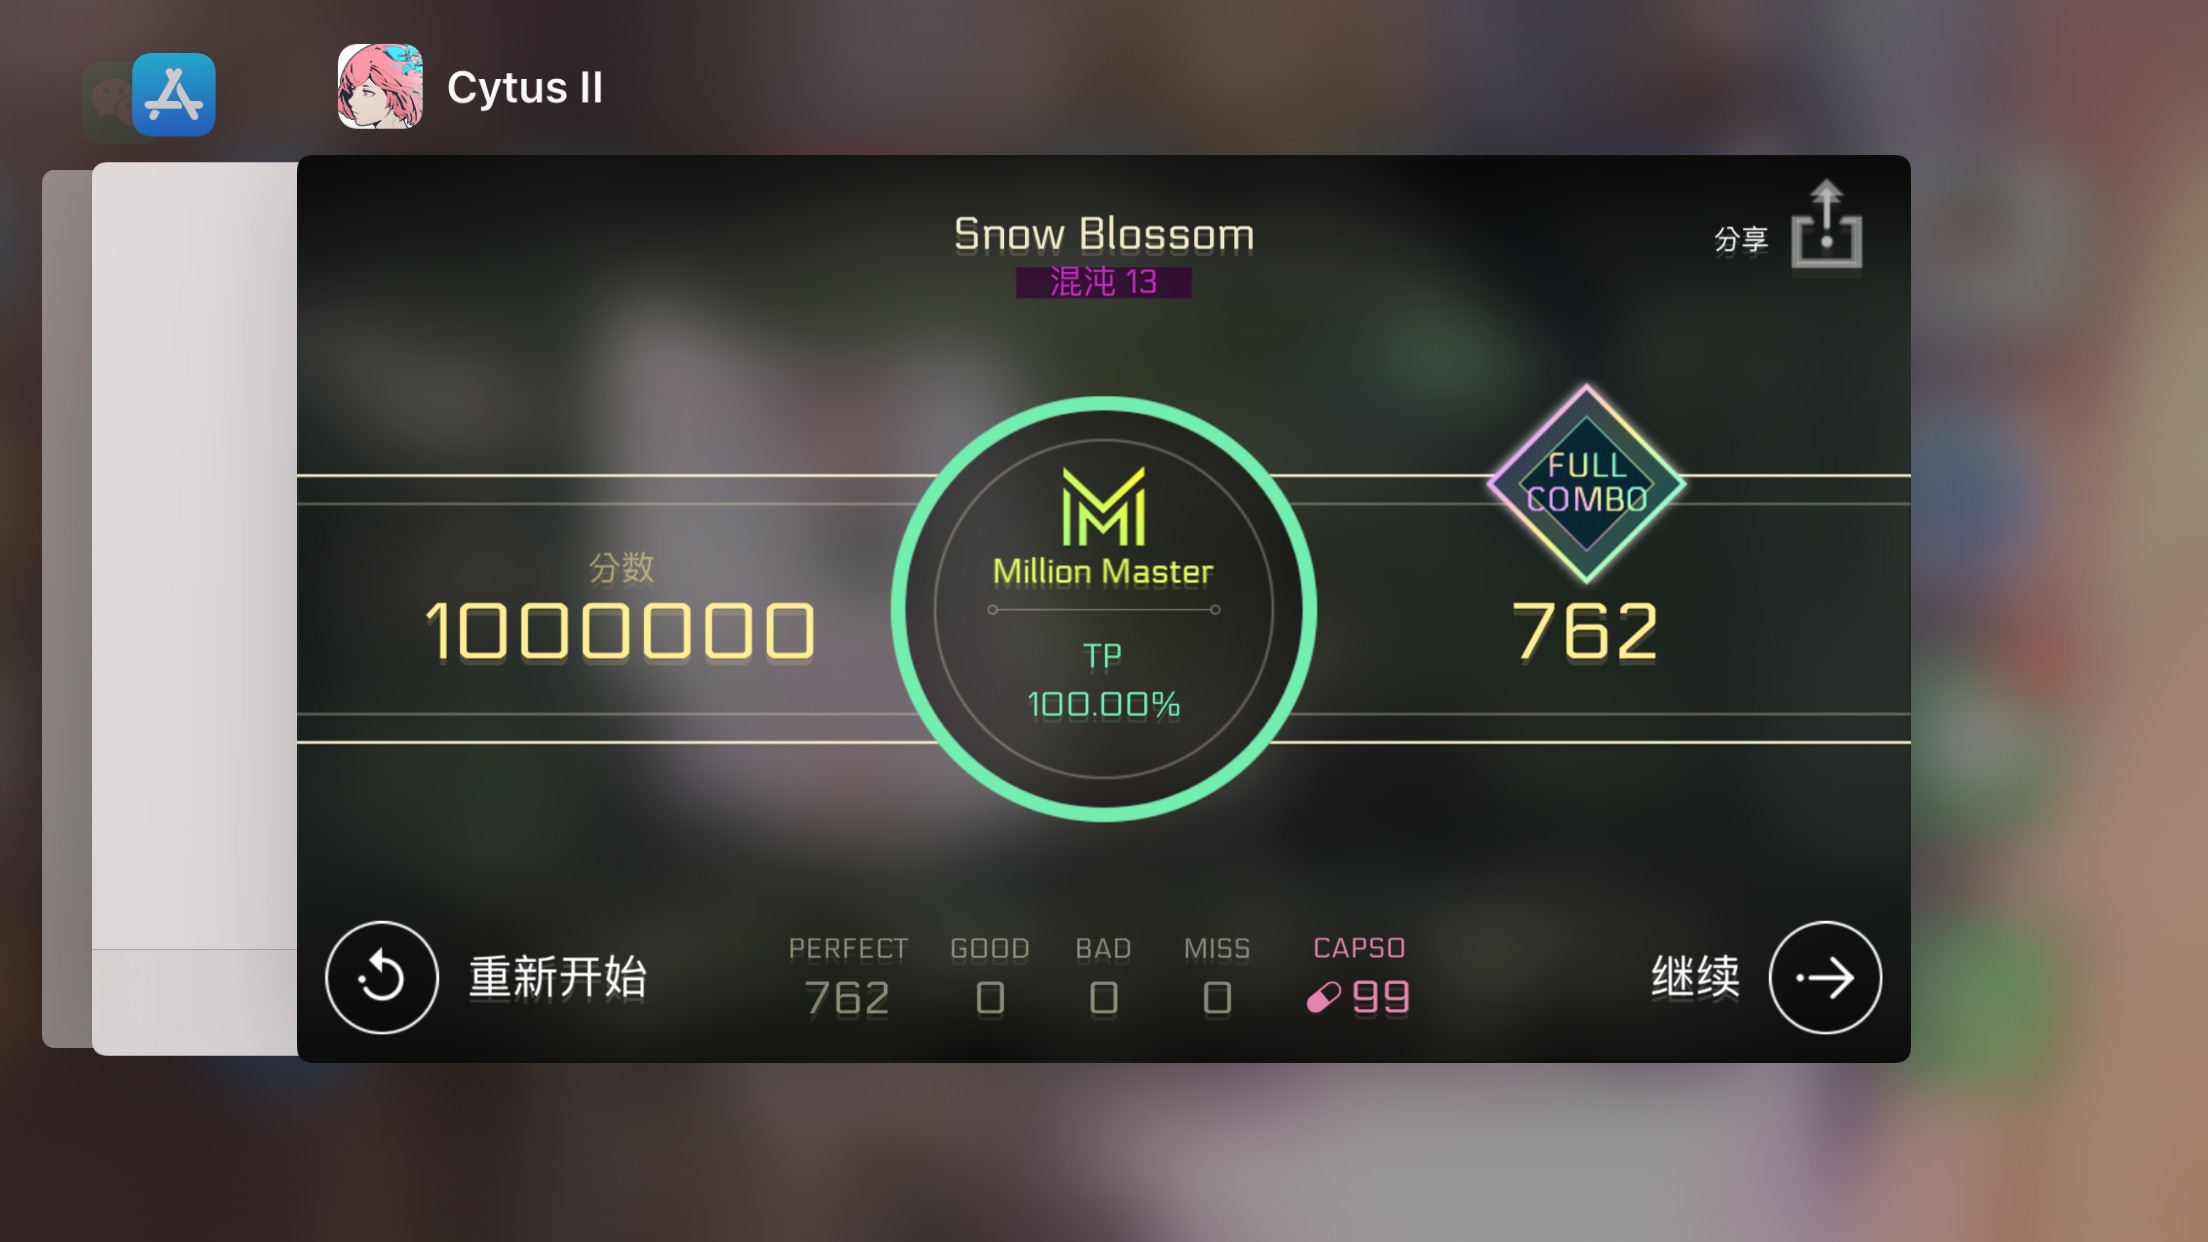 Cytus II
Snow Blossom
混沌 13
分享
FULL
COMBO
M
Million Master
分数
1000000
762
TP
100.00%
重新开始
PERFECT GOOD BAD MISS CAPSO
762 0 0 0 99
继续